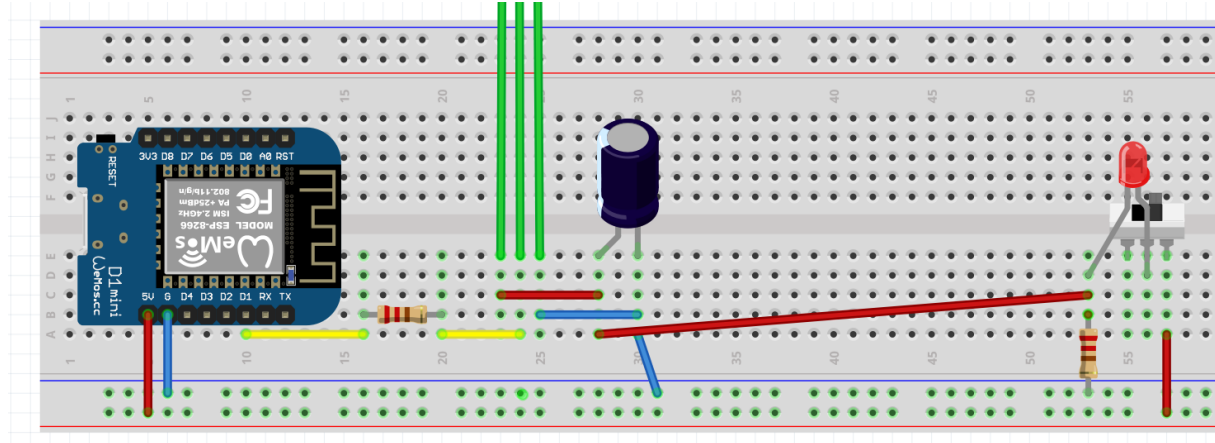 1 5 10 15 20 25 30 35 40 45 50 55
J
I
H
G
F
E
D
C
B
A
RESET
3V3 D8 D7 D6 D5 D0 A0 RST
802.11b/g/n
PA +25dBm
ISM 2.4GHz
MODEL ESP-8266
FC
WeMos
D1 mini
WeMos.cc
5V G D4 D3 D2 D1 RX TX
1 10 15 20 25 30 35 40 45 50 55